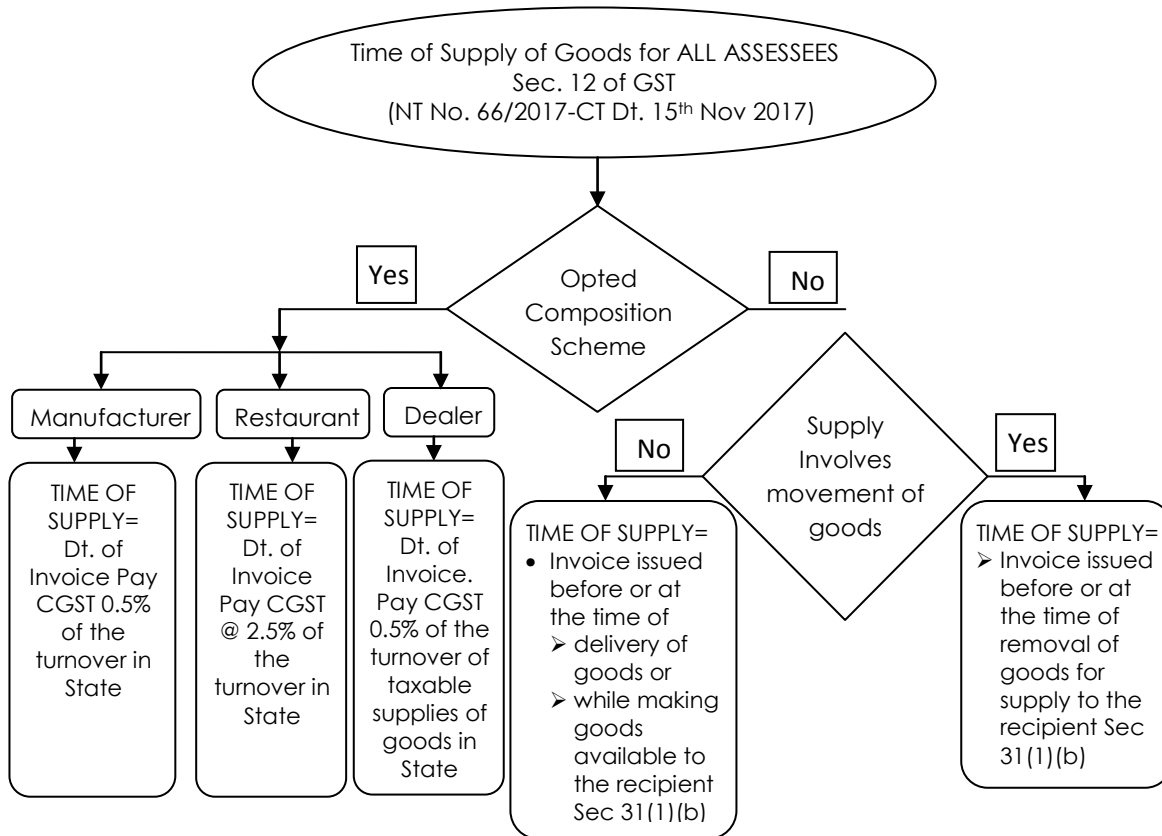 Time of Supply of Goods for ALL ASSESSEES
Sec. 12 of GST
(NT No. 66/2017-CT Dt. 15th Nov 2017)
Yes
Opted
Composition
Scheme
No
Manufacturer
Restaurant
Dealer
No
Supply
Involves
movement of
goods
Yes
TIME OF
SUPPLY=
Dt. of
Invoice Pay
CGST 0.5%
of the
turnover in
State
TIME OF
SUPPLY=
Dt. of
Invoice
Pay CGST
@ 2.5% of
the
turnover in
State
TIME OF
SUPPLY=
Dt. of
Invoice.
Pay CGST
0.5% of the
turnover of
taxable
supplies of
goods in
State
TIME OF SUPPLY=
• Invoice issued
before or at
the time of
➢ delivery of
goods or
➢ while making
goods
available to
the recipient
Sec 31(1)(b)
TIME OF SUPPLY=
➢ Invoice issued
before or at
the time of
removal of
goods for
supply to the
recipient Sec
31(1)(b)